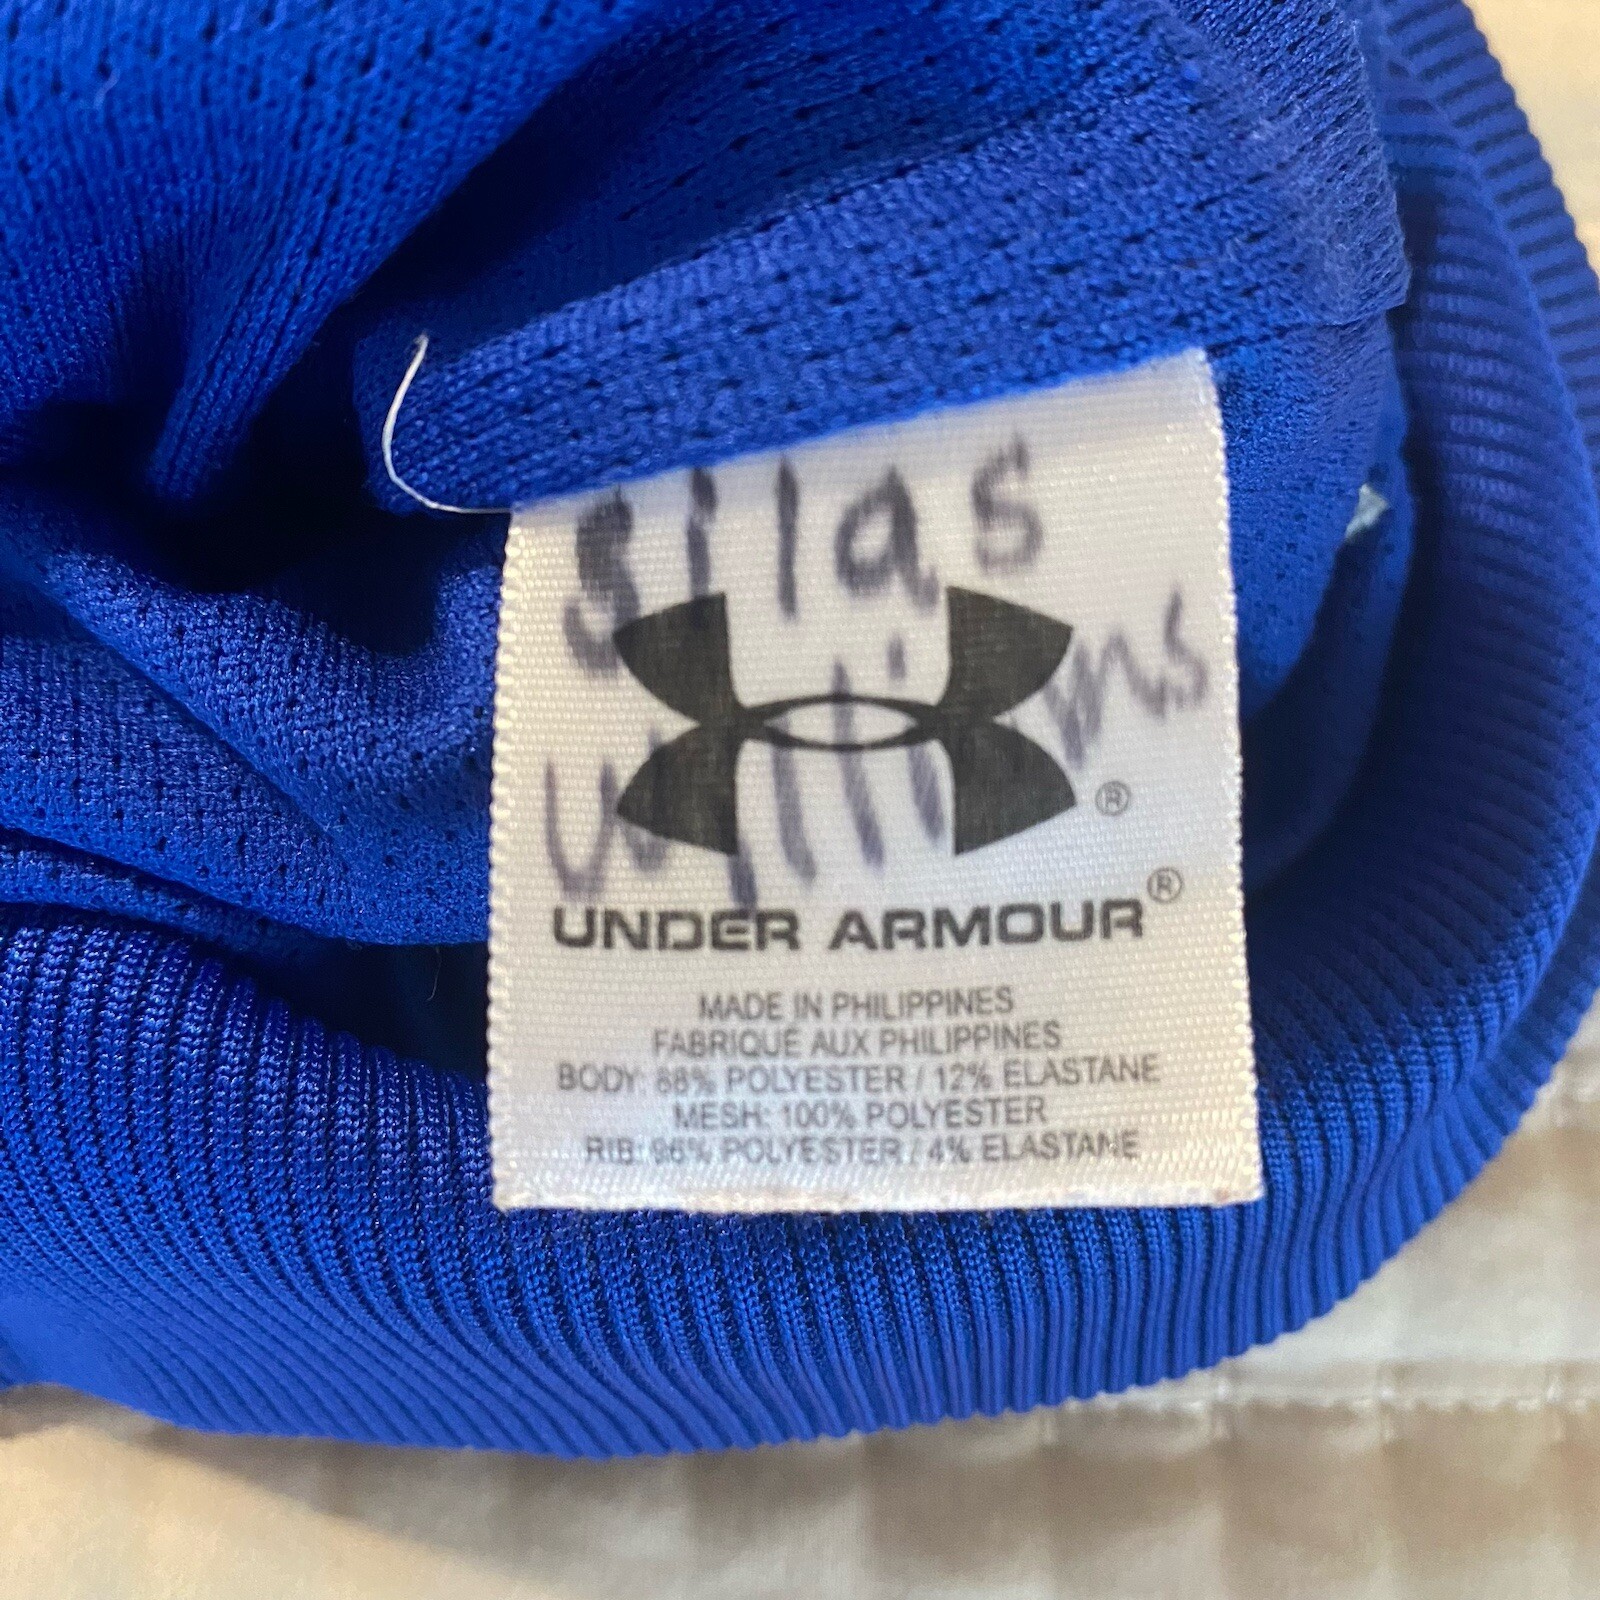 silas
williams
®
®
UNDER ARMOUR
MADE IN PHILIPPINES
FABRIQUÉ AUX PHILIPPINES
BODY: 88% POLYESTER / 12% ELASTANE
MESH: 100% POLYESTER
RIB: 96% POLYESTER / 4% ELASTANE